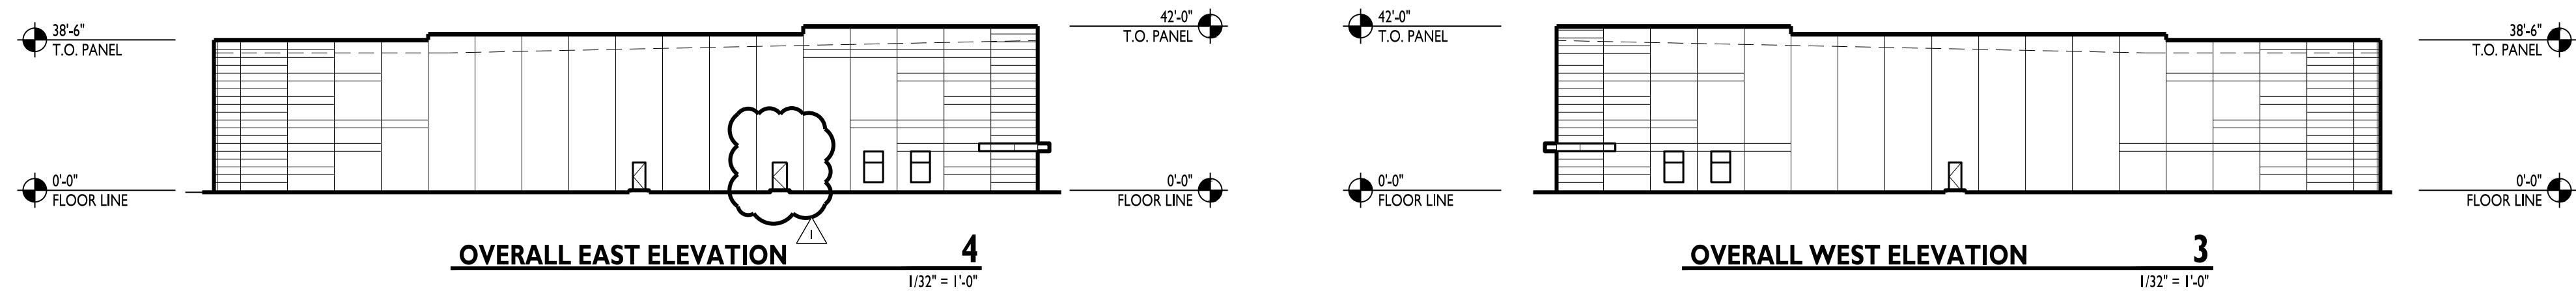 38'-6"
T.O. PANEL
0'-0"
FLOOR LINE
42'-0"
T.O. PANEL
0'-0"
FLOOR LINE
1
OVERALL EAST ELEVATION 4
1/32" = 1'-0"
42'-0"
T.O. PANEL
0'-0"
FLOOR LINE
38'-6"
T.O. PANEL
0'-0"
FLOOR LINE
OVERALL WEST ELEVATION 3
1/32" = 1'-0"